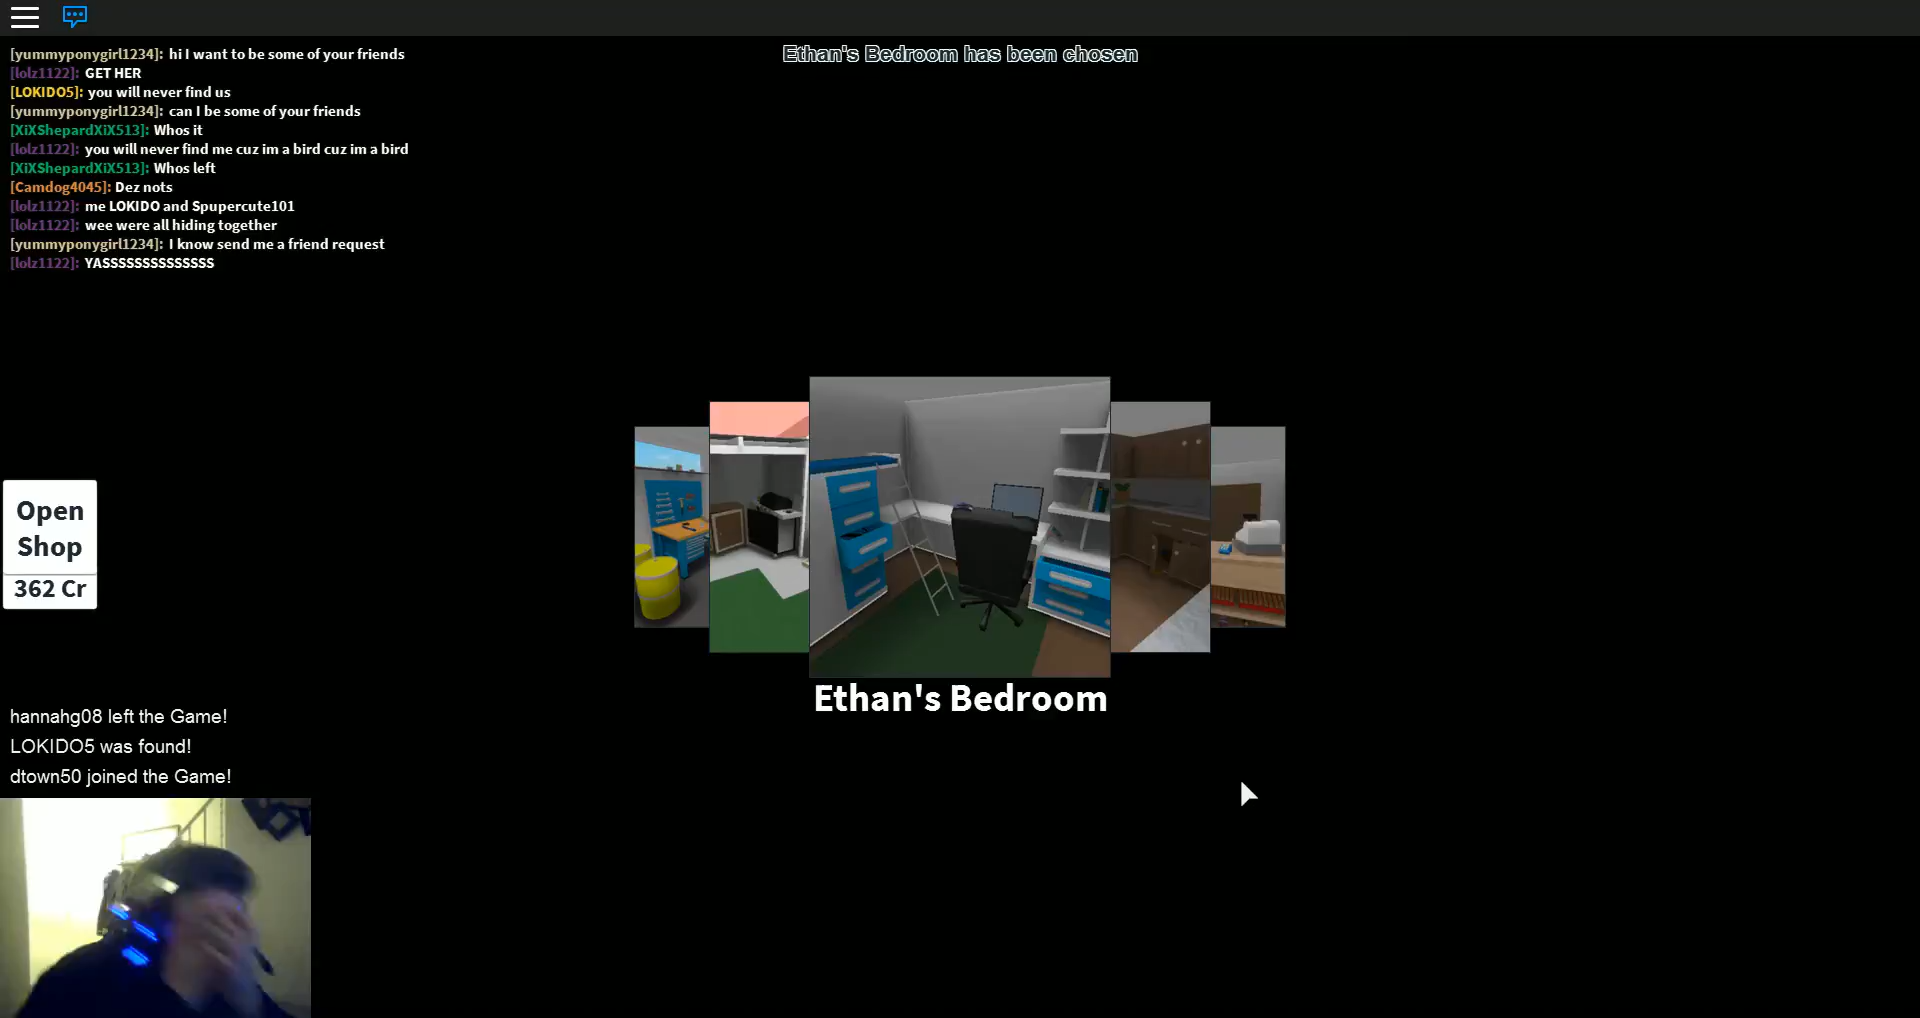 [yummyponygirl1234]: hi I want to be some of your friends
[lolz1122]: GET HER
[LOKIDO5]: you will never find us
[yummyponygirl1234]: can I be some of your friends
[XiXShepardXiX513]: Whos it
[lolz1122]: you will never find me cuz im a bird cuz im a bird
[XiXShepardXiX513]: Whos left
[Camdog4045]: Dez nots
[lolz1122]: me LOKIDO and Spupercute101
[lolz1122]: wee were all hiding together
[yummyponygirl1234]: I know send me a friend request
[lolz1122]: YASSSSSSSSSSSSSS
Ethan's Bedroom has been chosen
Open
Shop
362 Cr
Ethan's Bedroom
hannahg08 left the Game!
LOKIDO5 was found!
dtown50 joined the Game!